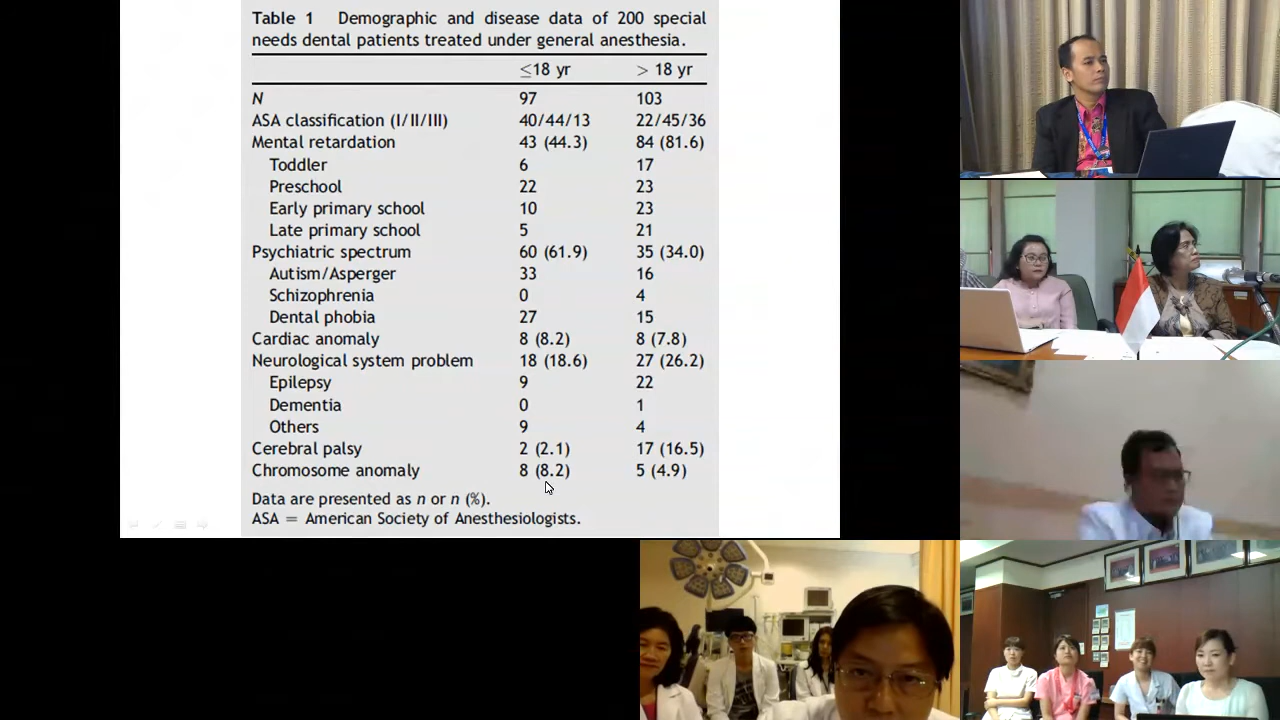 Table 1 Demographic and disease data of 200 special
needs dental patients treated under general anesthesia.
≤18 yr > 18 yr
N 97 103
ASA classification (I/II/III) 40/44/13 22/45/36
Mental retardation 43 (44.3) 84 (81.6)
Toddler 6 17
Preschool 22 23
Early primary school 10 23
Late primary school 5 21
Psychiatric spectrum 60 (61.9) 35 (34.0)
Autism/Asperger 33 16
Schizophrenia 0 4
Dental phobia 27 15
Cardiac anomaly 8 (8.2) 8 (7.8)
Neurological system problem 18 (18.6) 27 (26.2)
Epilepsy 9 22
Dementia 0 1
Others 9 4
Cerebral palsy 2 (2.1) 17 (16.5)
Chromosome anomaly 8 (8.2) 5 (4.9)
Data are presented as n or n (%).
ASA = American Society of Anesthesiologists.